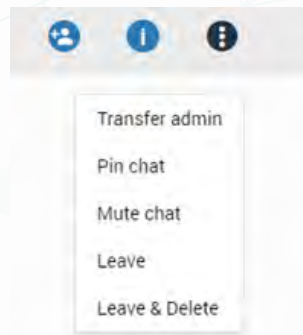 Transfer admin
Pin chat
Mute chat
Leave
Leave & Delete